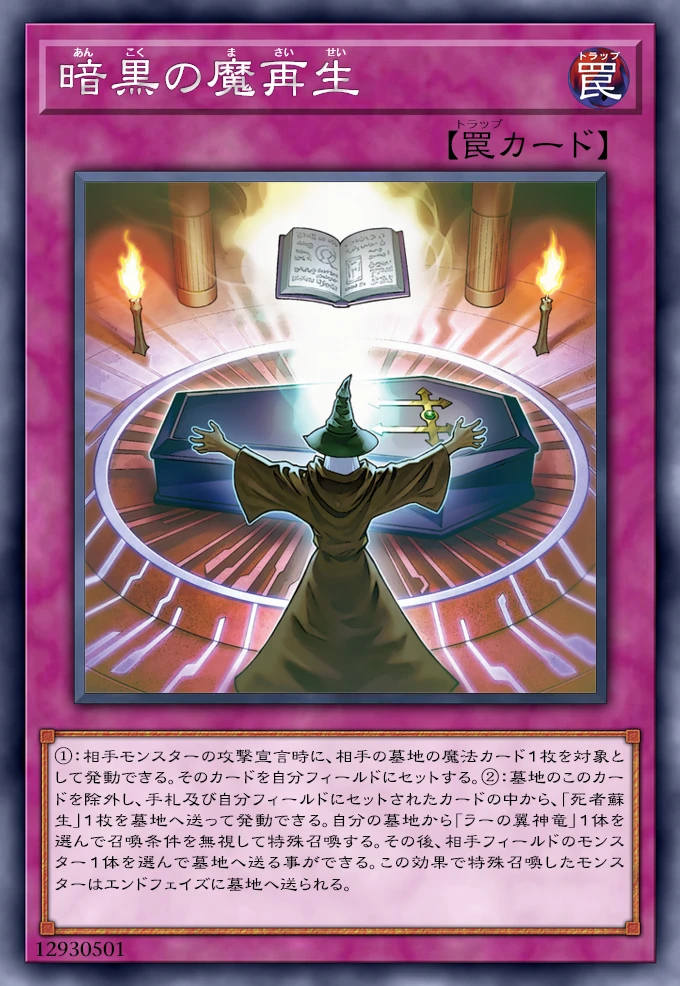 暗黒の魔再生
あん こく ま さい せい
罠
トラップ
【罠カード】
トラップ
①：相手モンスターの攻撃宣言時に、相手の墓地の魔法カード１枚を対象と
して発動できる。そのカードを自分フィールドにセットする。②：墓地のこのカー
ドを除外し、手札及び自分フィールドにセットされたカードの中から、「死者蘇
生」１枚を墓地へ送って発動できる。自分の墓地から「ラーの翼神竜」１体を
選んで召喚条件を無視して特殊召喚する。その後、相手フィールドのモンス
ター１体を選んで墓地へ送る事ができる。この効果で特殊召喚したモンス
ターはエンドフェイズに墓地へ送られる。
12930501